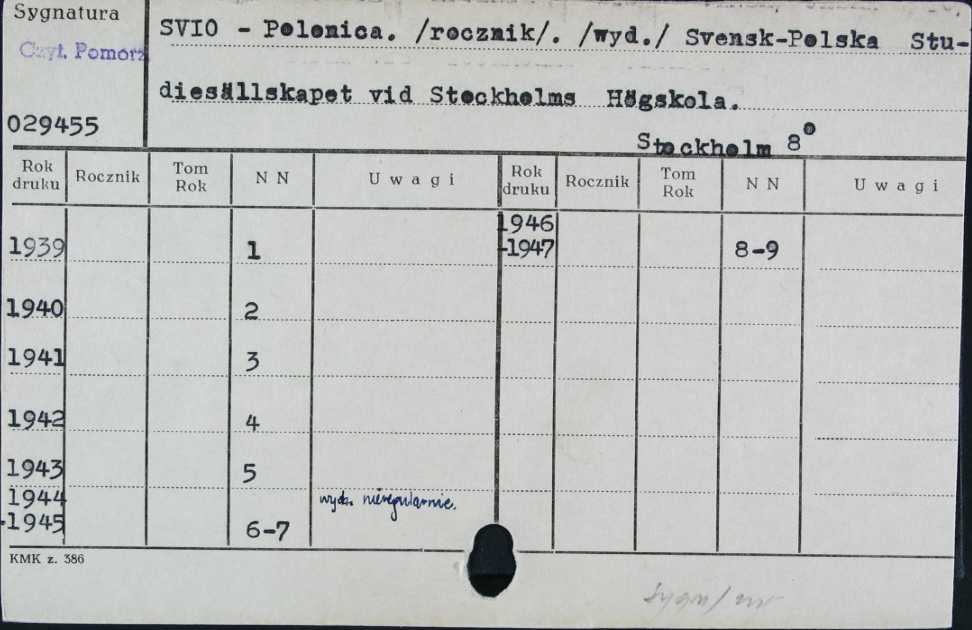 Sygnatura
Czyt. Pomorz
029455
SVIO - Polonica. /rocznik/. /wyd./ Svensk-Polska Stu-
diesällskapet vid Stockholms Högskola.
Stockholm 8°
Rok druku Rocznik Tom Rok N N Uwagi Rok druku Rocznik Tom Rok N N Uwagi
1939 1 1946-1947 8-9
1940 2
1941 3
1942 4
1943 5
1944
-1945 6-7 wyd. nieregularnie.
KMK z. 386